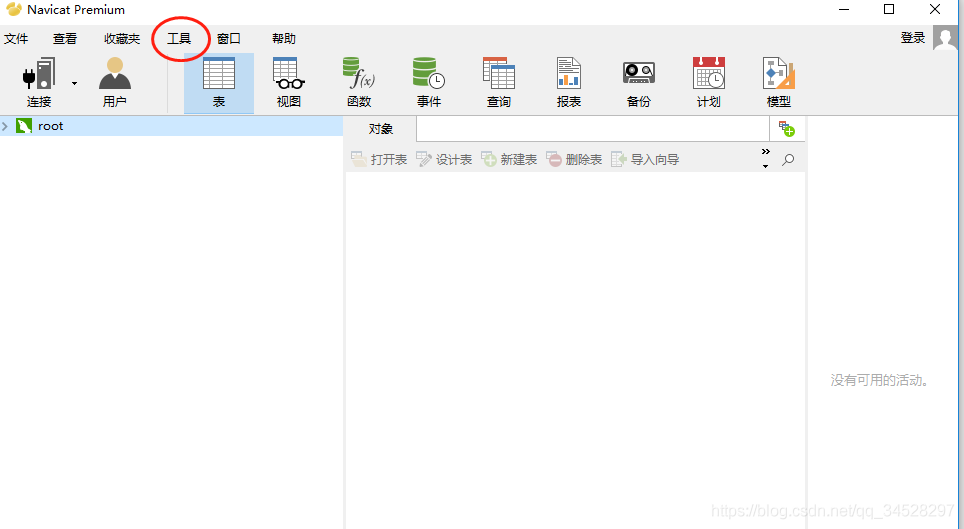 Navicat Premium
文件 查看 收藏夹 工具 窗口 帮助 登录
连接 用户 表 视图 函数 事件 查询 报表 备份 计划 模型
root
对象
打开表 设计表 新建表 删除表 导入向导
没有可用的活动。
https://blog.csdn.net/qq_34528297